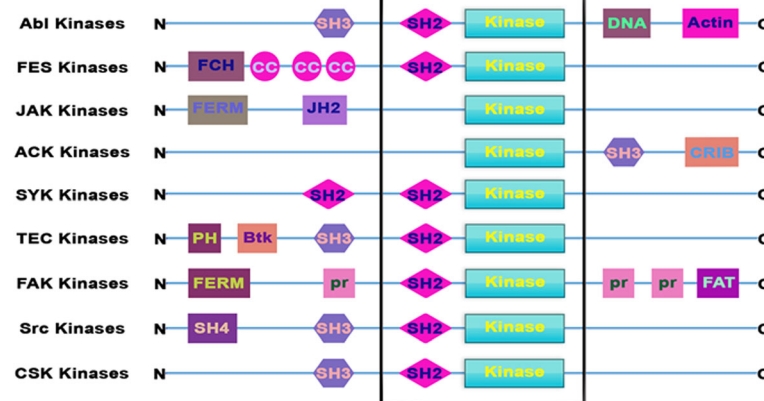 Abl Kinases N SH3 SH2 Kinase DNA Actin C
FES Kinases N FCH CC CC CC SH2 Kinase C
JAK Kinases N FERM JH2 Kinase C
ACK Kinases N Kinase SH3 CRIB C
SYK Kinases N SH2 SH2 Kinase C
TEC Kinases N PH Btk SH3 SH2 Kinase C
FAK Kinases N FERM pr SH2 Kinase pr pr FAT C
Src Kinases N SH4 SH3 SH2 Kinase C
CSK Kinases N SH3 SH2 Kinase C